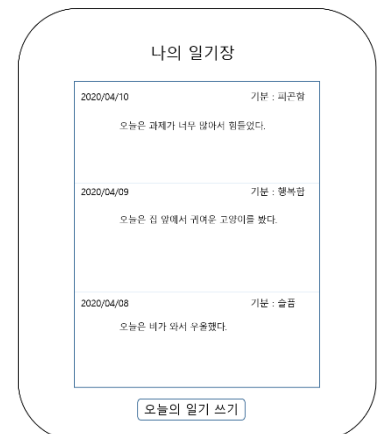 나의 일기장
2020/04/10 기분 : 피곤함
오늘은 과제가 너무 많아서 힘들었다.
2020/04/09 기분 : 행복함
오늘은 집 앞에서 귀여운 고양이를 봤다.
2020/04/08 기분 : 슬픔
오늘은 비가 와서 우울했다.
오늘의 일기 쓰기